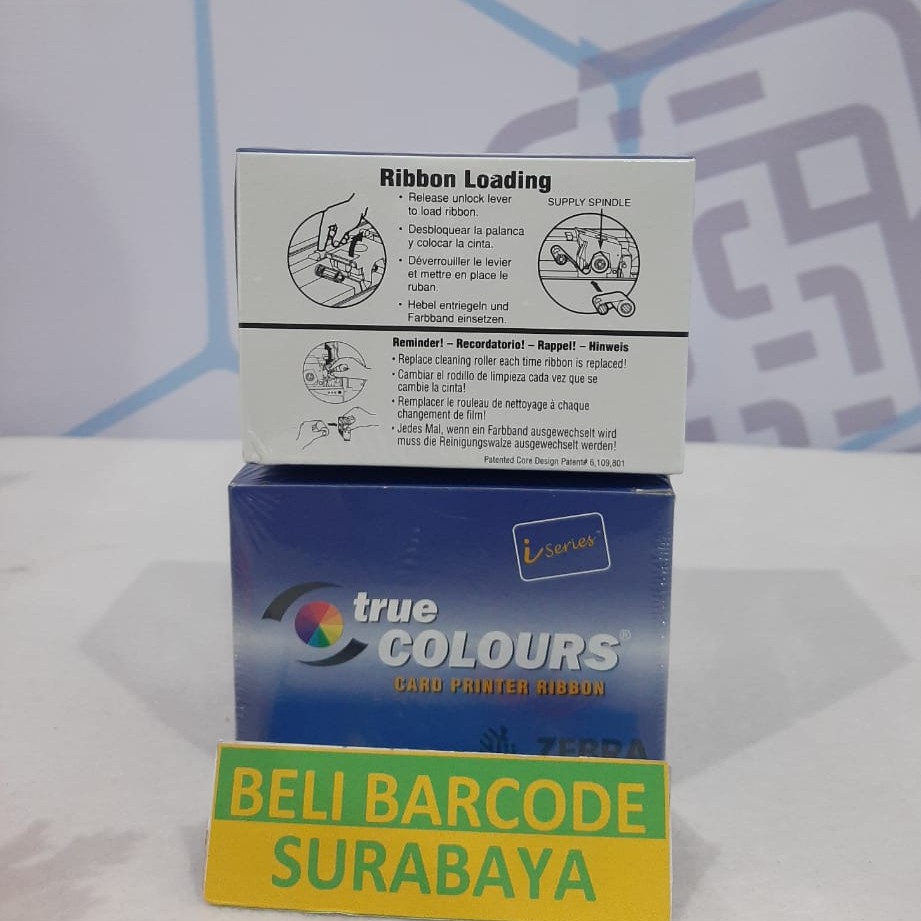 Ribbon Loading
• Release unlock lever
to load ribbon.
• Desbloquear la palanca
y colocar la cinta.
• Déverrouiller le levier
et mettre en place le
ruban.
• Hebel entriegeln und
Farbband einsetzen.
SUPPLY SPINDLE
Reminder! – Recordatorio! – Rappel! – Hinweis
• Replace cleaning roller each time ribbon is replaced!
• Cambiar el rodillo de limpieza cada vez que se
cambie la cinta!
• Remplacer le rouleau de nettoyage à chaque
changement de film!
• Jedes Mal, wenn ein Farbband ausgewechselt wird
muss die Reinigungswalze ausgewechselt werden!
Patented Core Design Patent# 6,109,801
i Series™
true
COLOURS®
CARD PRINTER RIBBON
ZEBRA
BELI BARCODE
SURABAYA